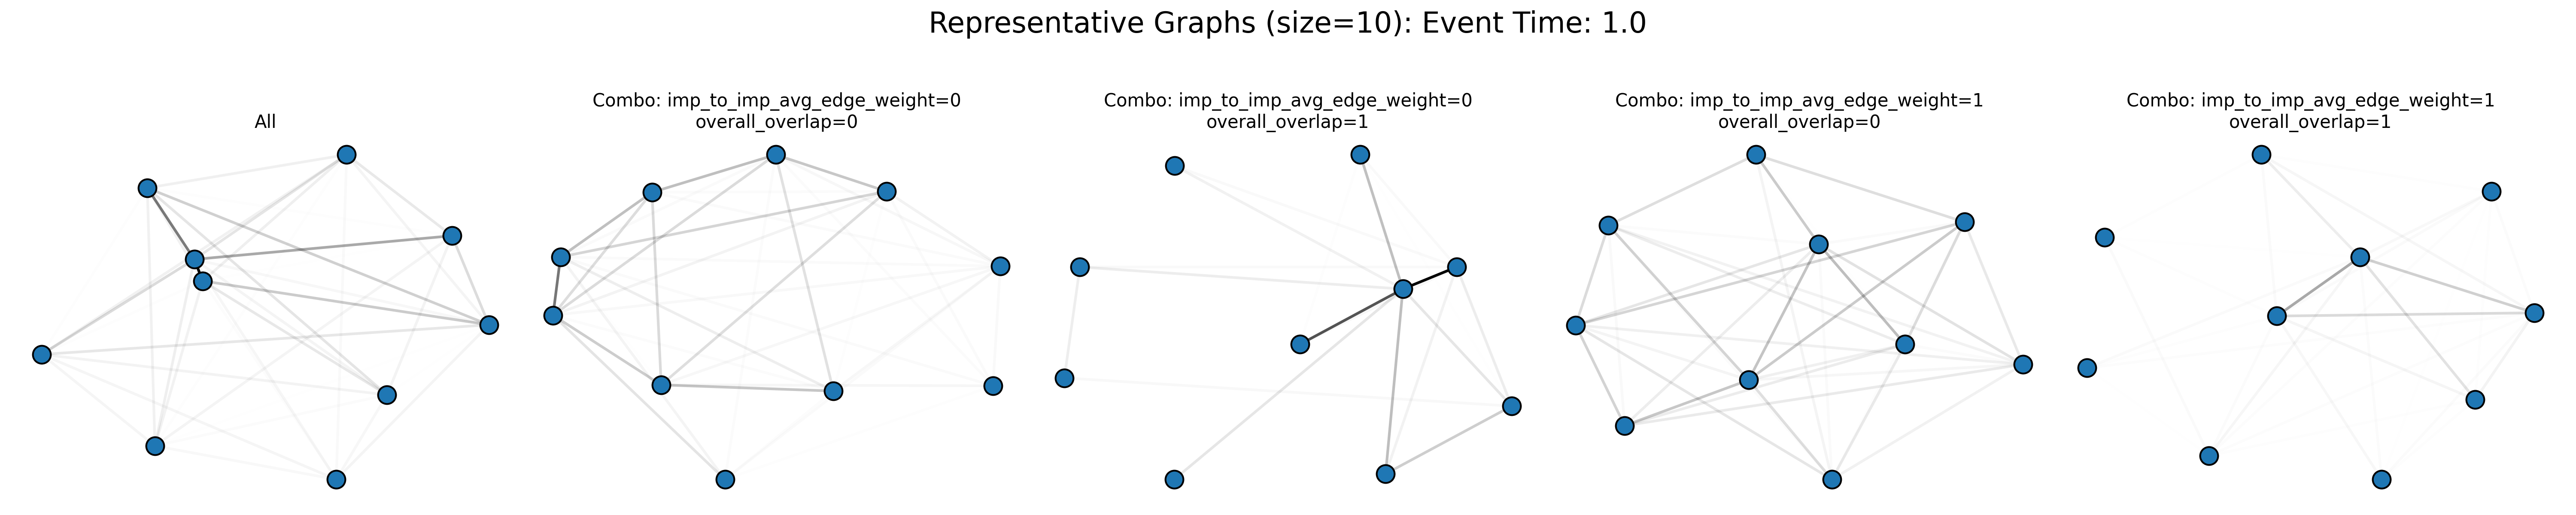 Representative Graphs (size=10): Event Time: 1.0
All
Combo: imp_to_imp_avg_edge_weight=0
overall_overlap=0
Combo: imp_to_imp_avg_edge_weight=0
overall_overlap=1
Combo: imp_to_imp_avg_edge_weight=1
overall_overlap=0
Combo: imp_to_imp_avg_edge_weight=1
overall_overlap=1